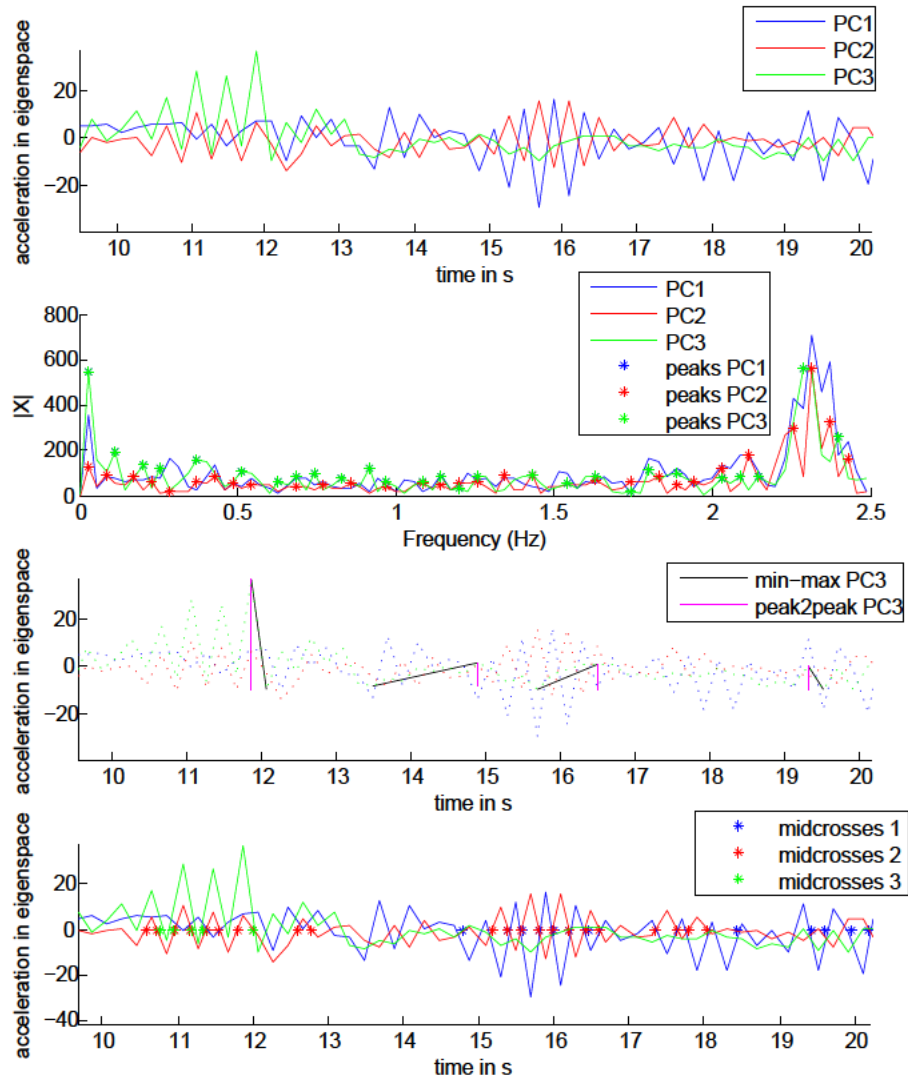 PC1
PC2
PC3
acceleration in eigenspace
20
0
−20
10 11 12 13 14 15 16 17 18 19 20
time in s
PC1
PC2
PC3
peaks PC1
peaks PC2
peaks PC3
|X|
800
600
400
200
0
0 0.5 1 1.5 2 2.5
Frequency (Hz)
min−max PC3
peak2peak PC3
acceleration in eigenspace
20
0
−20
10 11 12 13 14 15 16 17 18 19 20
time in s
midcrosses 1
midcrosses 2
midcrosses 3
acceleration in eigenspace
20
0
−20
−40
10 11 12 13 14 15 16 17 18 19 20
time in s